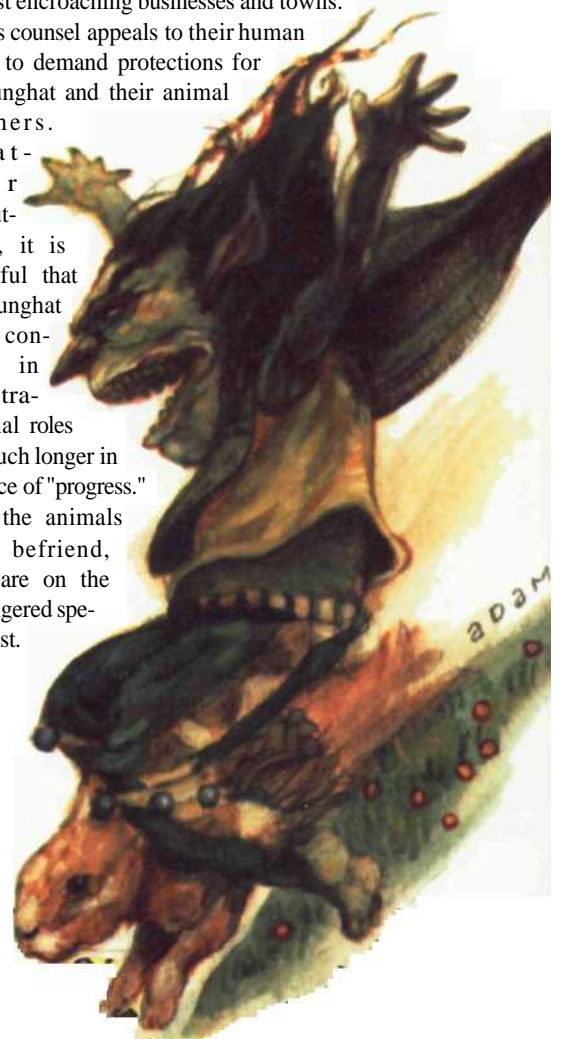 st encroaching businesses and towns.
s counsel appeals to their human
to demand protections for
unghat and their animal
ners.
at-
r
ut-
, it is
ful that
unghat
con-
in
tra-
al roles
uch longer in
ce of "progress."
the animals
befriend,
are on the
gered spe-
st.
ADAM